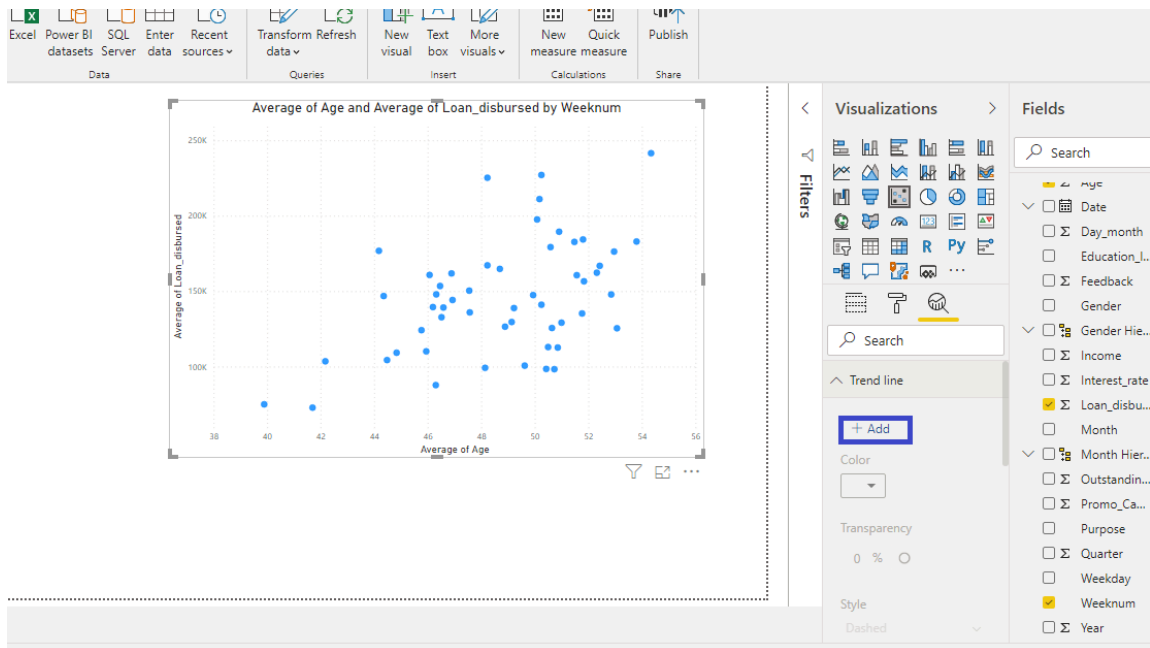 Excel Power BI datasets SQL Server Enter data Recent sources Transform data Refresh New visual Text box More visuals New measure Quick measure Publish
Data Queries Insert Calculations Share
Average of Age and Average of Loan_disbursed by Weeknum
250K
200K
150K
100K
Average of Loan_disbursed
38 40 42 44 46 48 50 52 54 56
Average of Age
Filters
Visualizations
123
R Py
Search
Trend line
+ Add
Color
Transparency
0 %
Style
Dashed
Fields
Search
Σ Age
Date
Σ Day_month
Education_l...
Σ Feedback
Gender
Gender Hie...
Σ Income
Σ Interest_rate
Σ Loan_disbu...
Month
Month Hier...
Σ Outstandin...
Σ Promo_Ca...
Purpose
Σ Quarter
Weekday
Weeknum
Σ Year